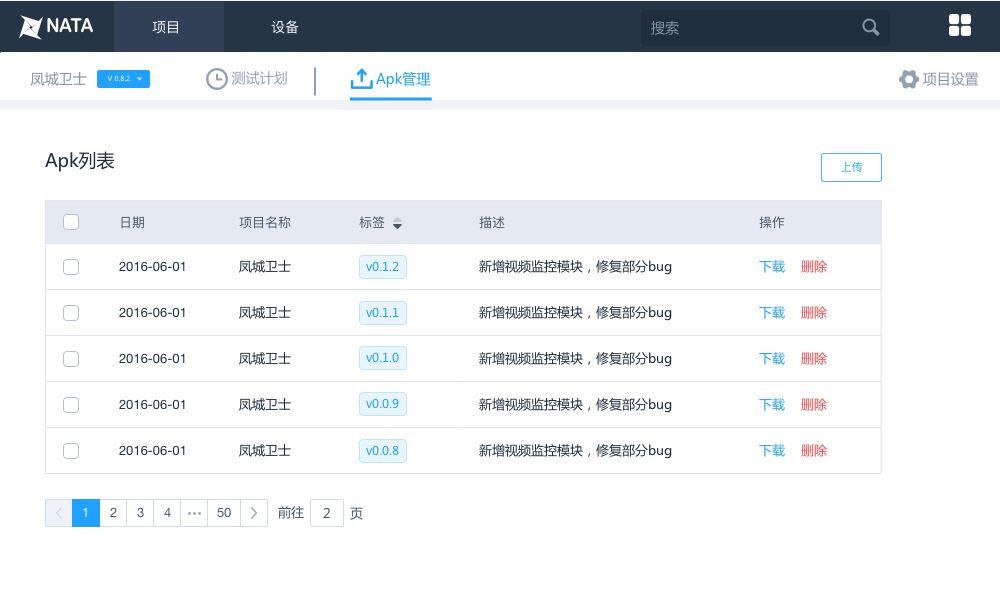 NATA 项目 设备 搜索
凤城卫士 V 0.8.2 测试计划 Apk管理 项目设置
Apk列表 上传
日期 项目名称 标签 描述 操作
2016-06-01 凤城卫士 v0.1.2 新增视频监控模块，修复部分bug 下载 删除
2016-06-01 凤城卫士 v0.1.1 新增视频监控模块，修复部分bug 下载 删除
2016-06-01 凤城卫士 v0.1.0 新增视频监控模块，修复部分bug 下载 删除
2016-06-01 凤城卫士 v0.0.9 新增视频监控模块，修复部分bug 下载 删除
2016-06-01 凤城卫士 v0.0.8 新增视频监控模块，修复部分bug 下载 删除
1 2 3 4 ••• 50 前往 2 页